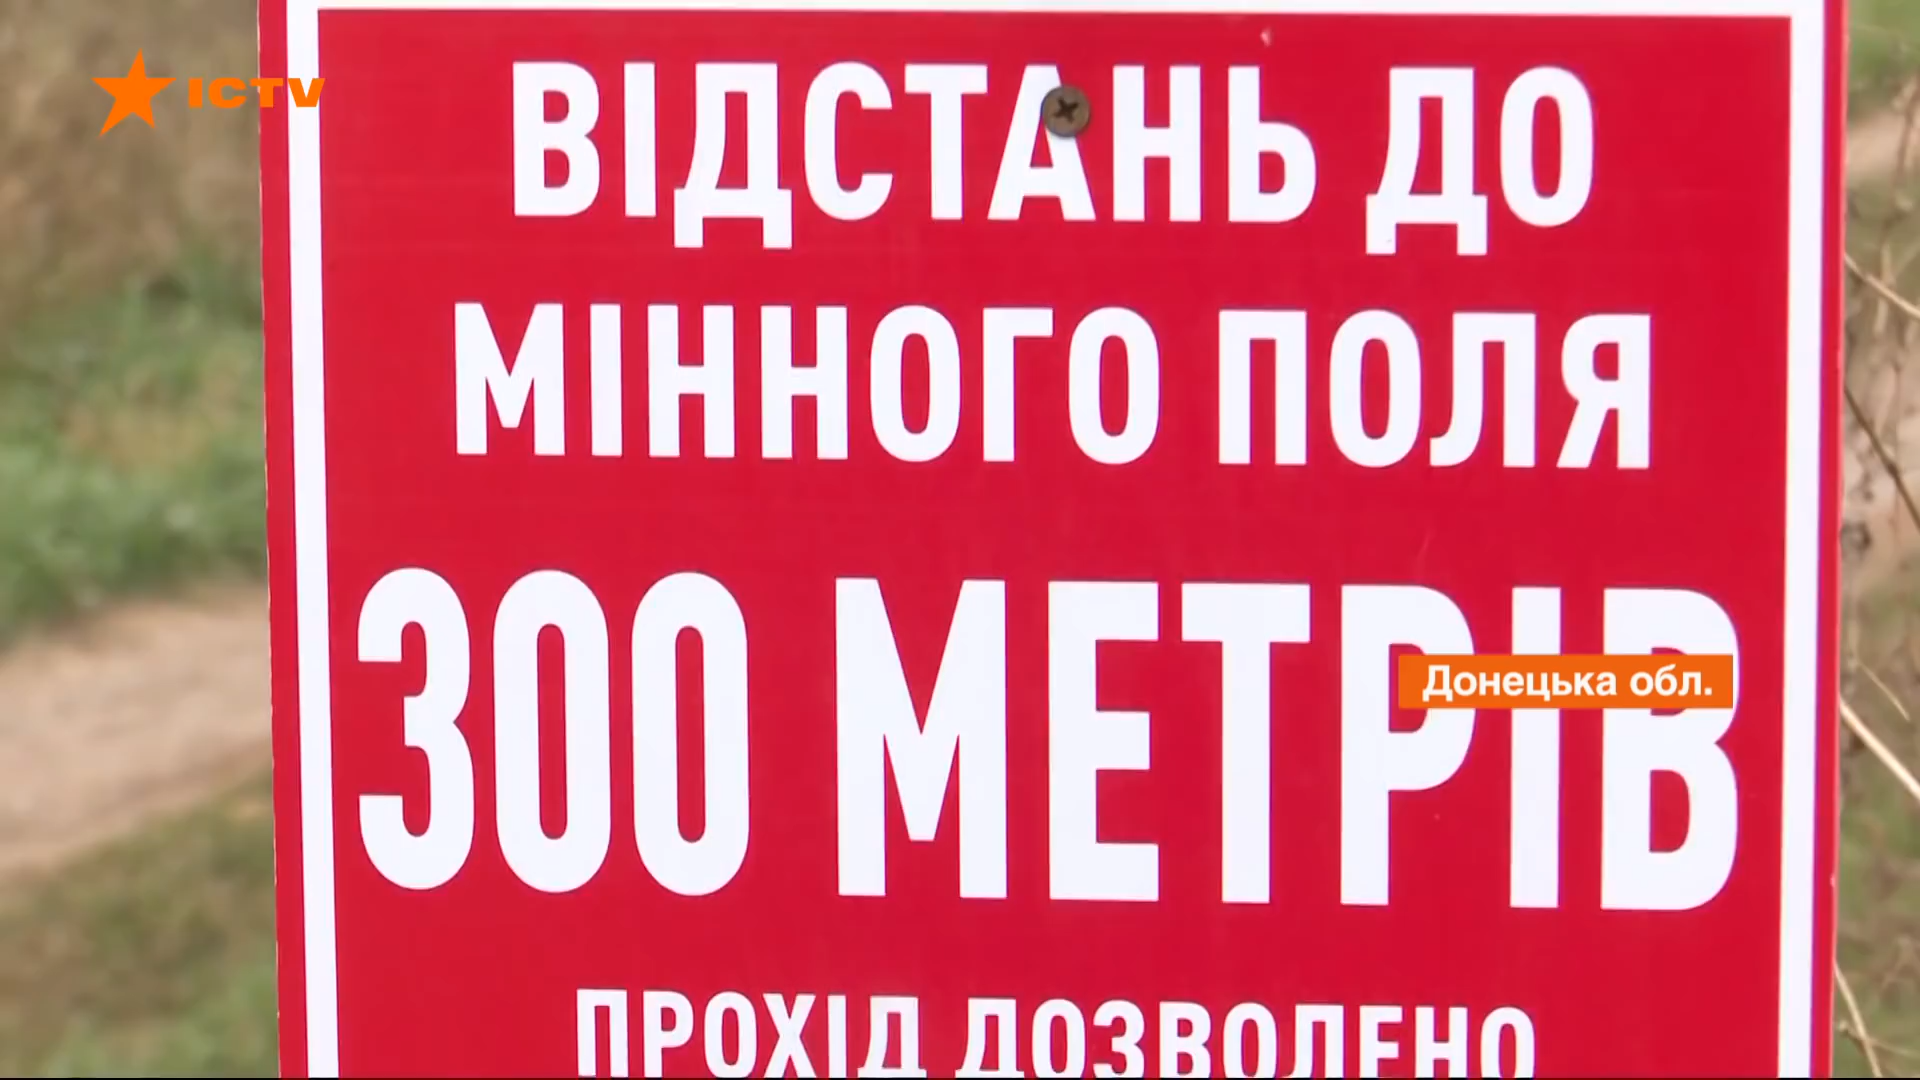 ICTV
ВІДСТАНЬ ДО
МІННОГО ПОЛЯ
300 МЕТРІВ
Донецька обл.
ПРОХІД ДОЗВОЛЕНО